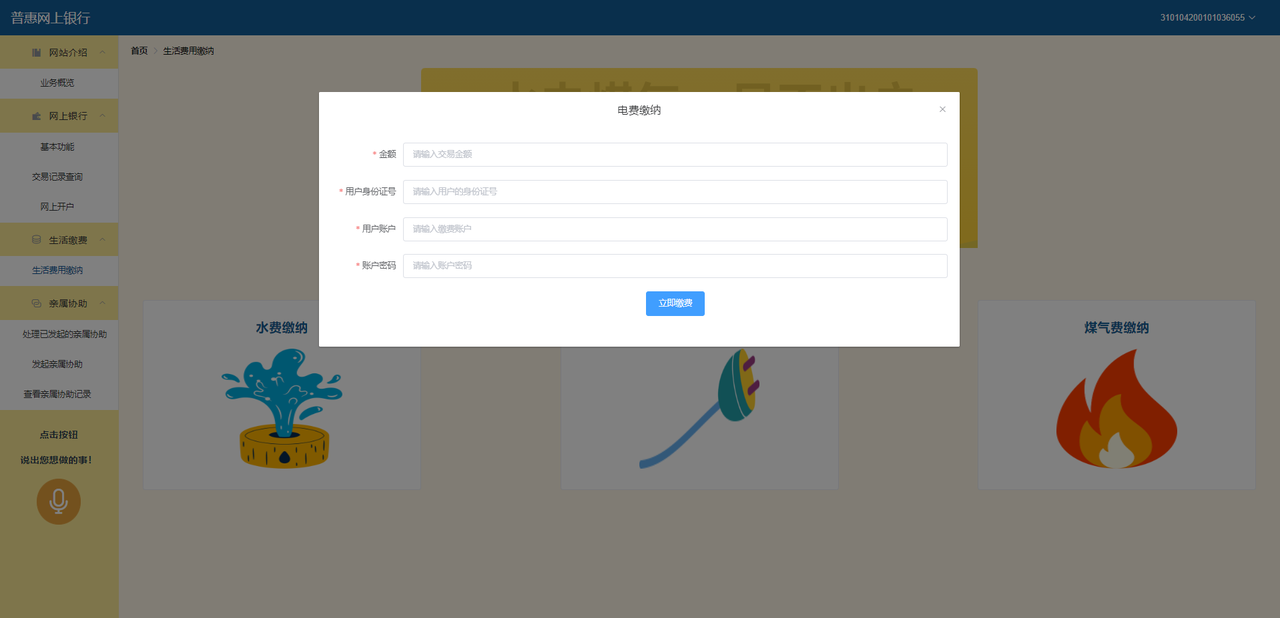 普惠网上银行
310104200101036055
网站介绍
业务概览
网上银行
基本功能
交易记录查询
网上开户
生活缴费
生活费用缴纳
亲属协助
处理已发起的亲属协助
发起亲属协助
查看亲属协助记录
点击按钮
说出您想做的事!
首页 > 生活费用缴纳
电费缴纳
* 金额 请输入交易金额
* 用户身份证号 请输入用户的身份证号
* 用户账户 请输入缴费账户
* 账户密码 请输入账户密码
立即缴费
水费缴纳
煤气费缴纳